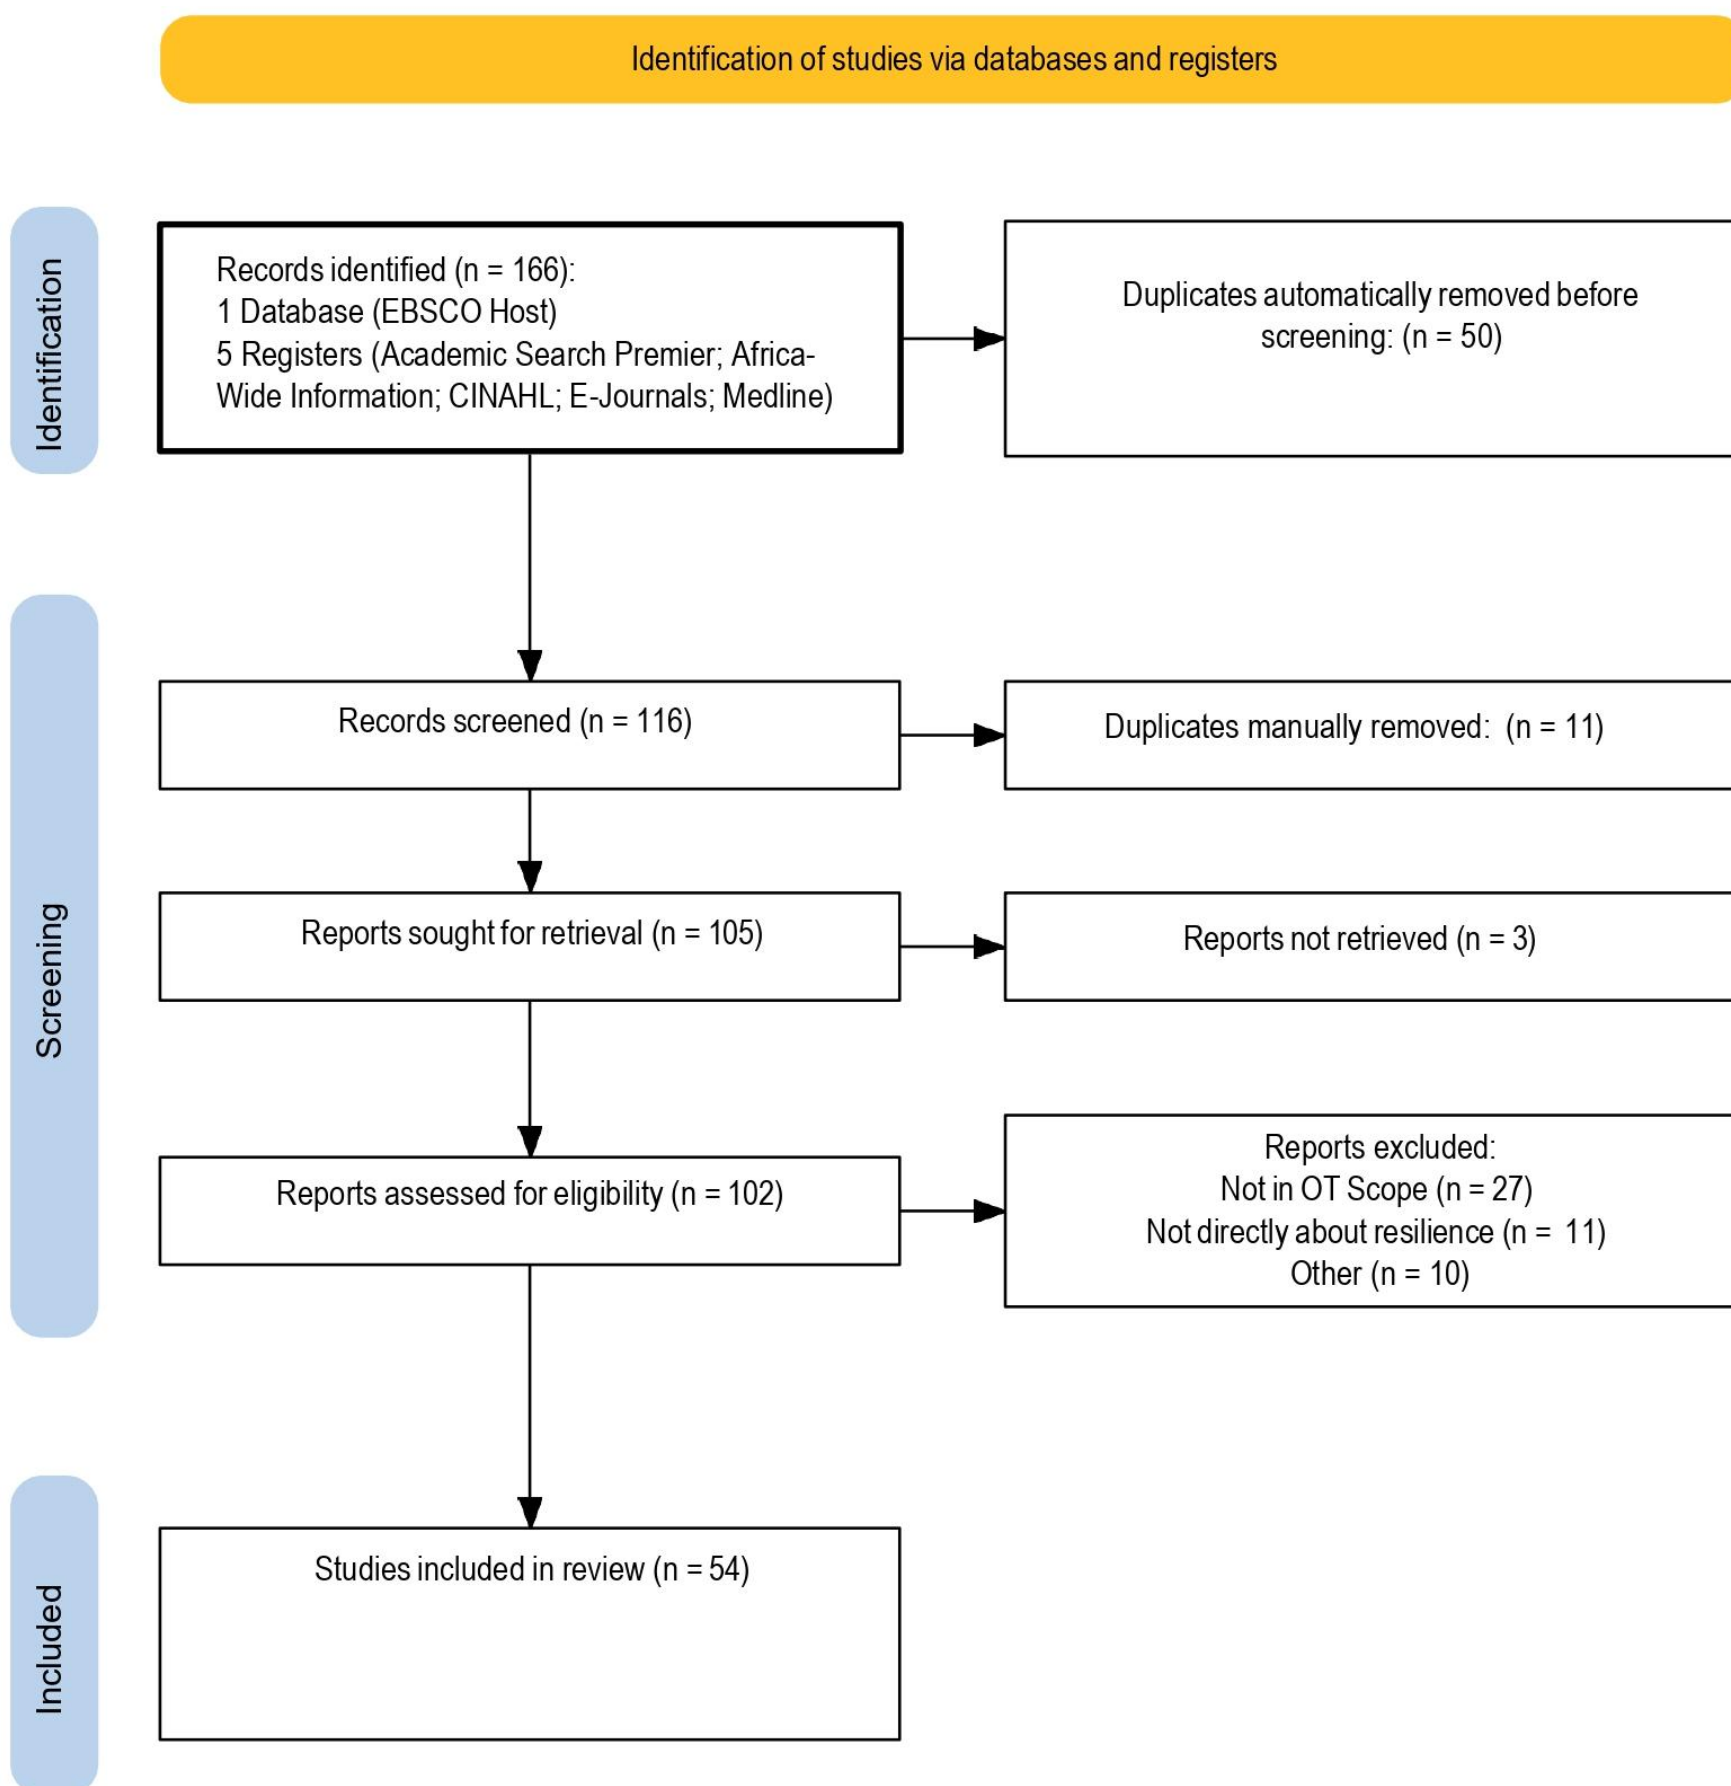 Identification of studies via databases and registers
Identification
Records identified (n = 166):
1 Database (EBSCO Host)
5 Registers (Academic Search Premier; Africa-
Wide Information; CINAHL; E-Journals; Medline)
Duplicates automatically removed before
screening: (n = 50)
Screening
Records screened (n = 116)
Duplicates manually removed:  (n = 11)
Reports sought for retrieval (n = 105)
Reports not retrieved (n = 3)
Reports assessed for eligibility (n = 102)
Reports excluded:
Not in OT Scope (n = 27)
Not directly about resilience (n =  11)
Other (n = 10)
Included
Studies included in review (n = 54)